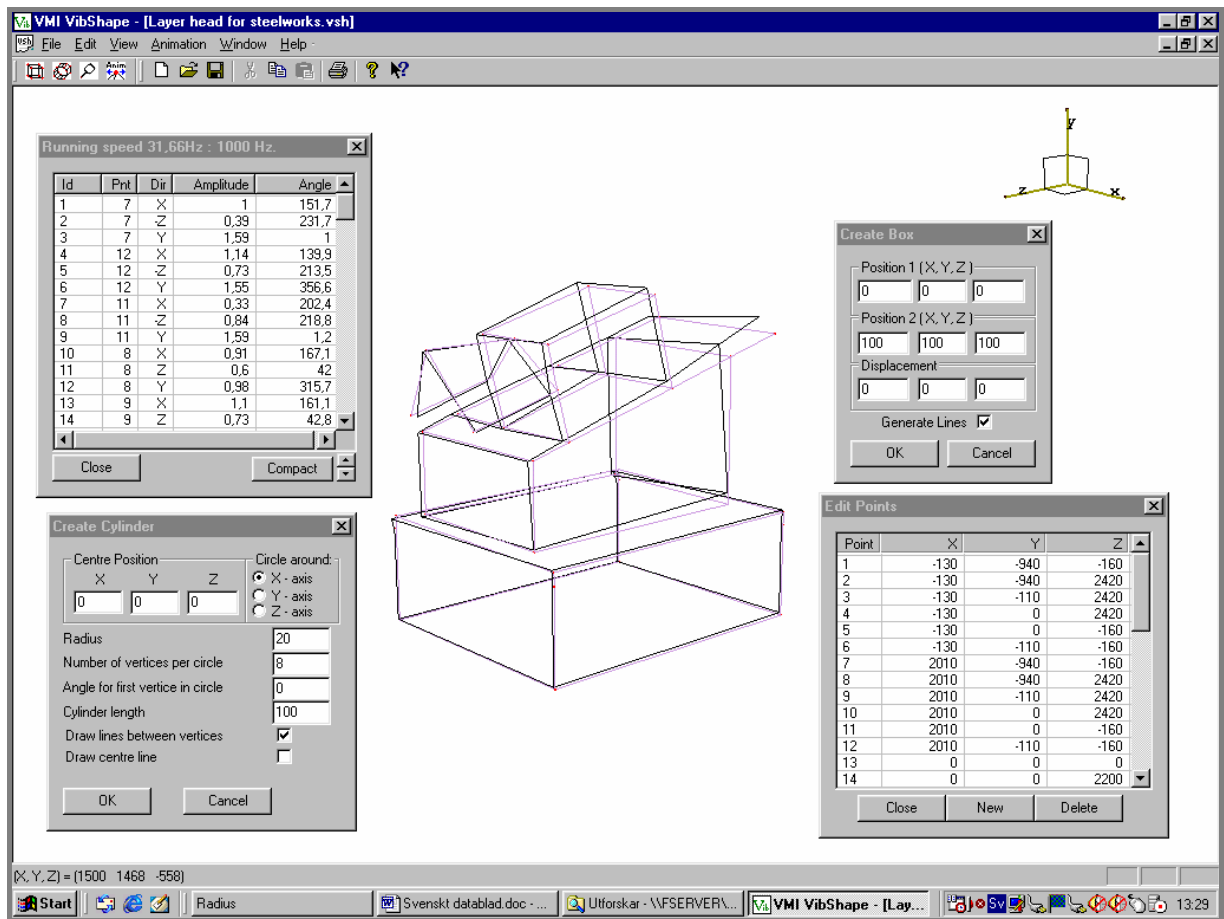 VMI VibShape - [Layer head for steelworks.vsh]
File Edit View Animation Window Help
Anim
Running speed 31,66Hz : 1000 Hz.
Id Pnt Dir Amplitude Angle
1 7 X 1 151,7
2 7 -Z 0,39 231,7
3 7 Y 1,59 1
4 12 X 1,14 139,9
5 12 -Z 0,73 213,5
6 12 Y 1,55 356,6
7 11 X 0,33 202,4
8 11 -Z 0,84 218,8
9 11 Y 1,59 1,2
10 8 X 0,91 167,1
11 8 Z 0,6 42
12 8 Y 0,98 315,7
13 9 X 1,1 161,1
14 9 Z 0,73 42,8
Close Compact
y
z x
Create Box
Position 1 (X, Y, Z)
0 0 0
Position 2 (X, Y, Z)
100 100 100
Displacement
0 0 0
Generate Lines
OK Cancel
Create Cylinder
Centre Position Circle around:
X Y Z X - axis
0 0 0 Y - axis
Z - axis
Radius 20
Number of vertices per circle 8
Angle for first vertice in circle 0
Cylinder length 100
Draw lines between vertices
Draw centre line
OK Cancel
Edit Points
Point X Y Z
1 -130 -940 -160
2 -130 -940 2420
3 -130 -110 2420
4 -130 0 2420
5 -130 0 -160
6 -130 -110 -160
7 2010 -940 -160
8 2010 -940 2420
9 2010 -110 2420
10 2010 0 2420
11 2010 0 -160
12 2010 -110 -160
13 0 0 0
14 0 0 2200
Close New Delete
(X, Y, Z) = (1500 1468 -558)
Start Radius Svenskt datablad.doc - ... Utforskar - \\FSERVER\... VMI VibShape - [Lay... Sv 13:29